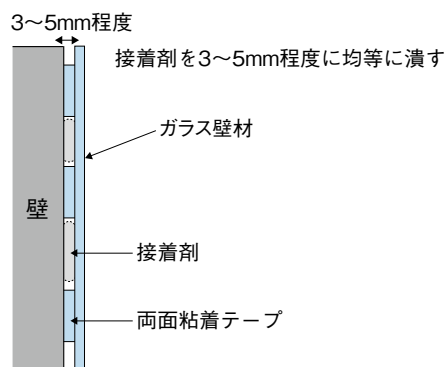 3〜5mm程度
接着剤を3〜5mm程度に均等に潰す
ガラス壁材
壁
接着剤
両面粘着テープ